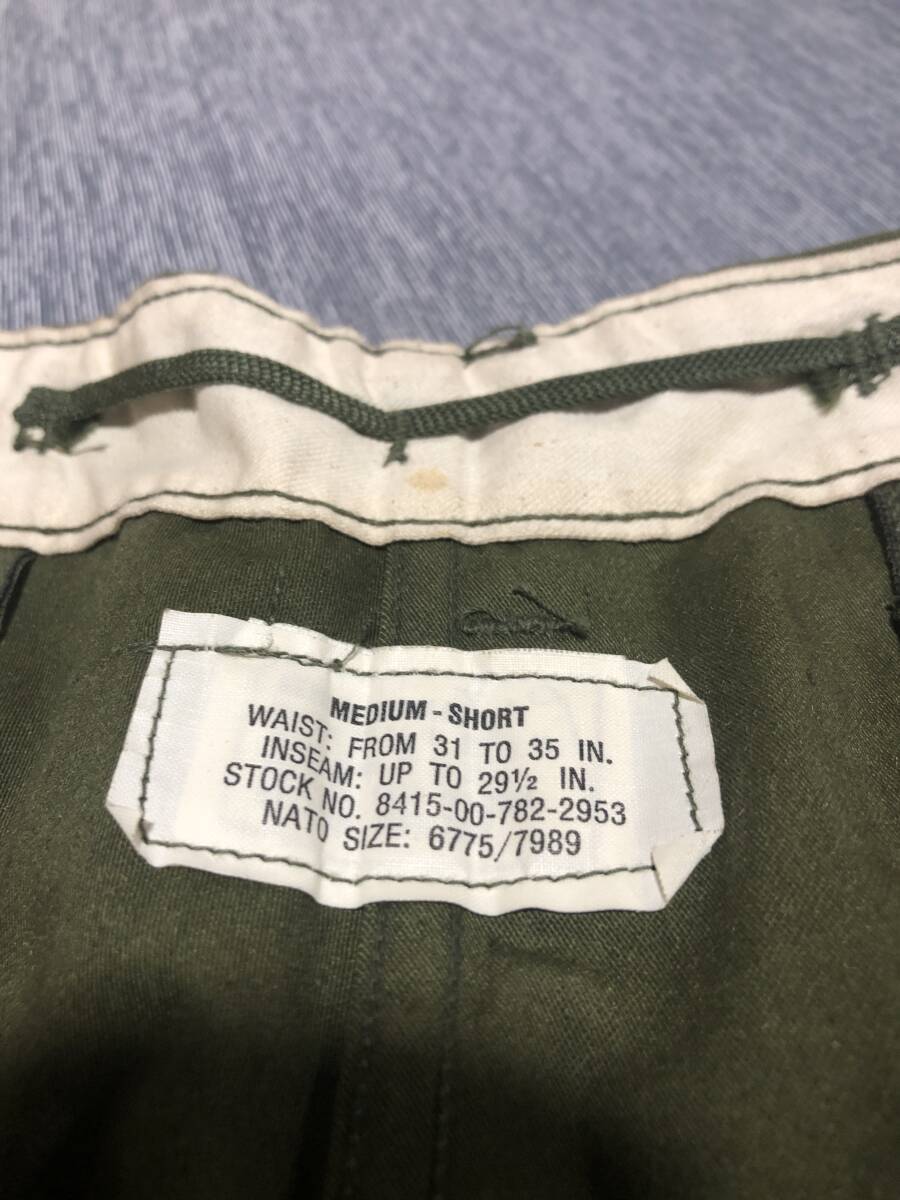 MEDIUM - SHORT
WAIST: FROM 31 TO 35 IN.
INSEAM: UP TO 29½ IN.
STOCK NO. 8415-00-782-2953
NATO SIZE: 6775/7989